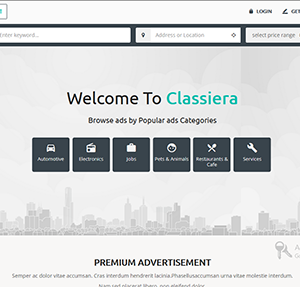 LOGIN
GET
Enter keyword...
Address or Location
select price range
Welcome To Classiera
Browse ads by Popular ads Categories
Automotive
Electronics
Jobs
Pets & Animals
Restaurants &
Cafe
Services
PREMIUM ADVERTISEMENT
Semper ac dolor vitae accumsan. Cras interdum hendrerit lacinia.Phasellusaccumsan urna vitae molestie interdum.
Nam sed placerat libero, non eleifend dolor.